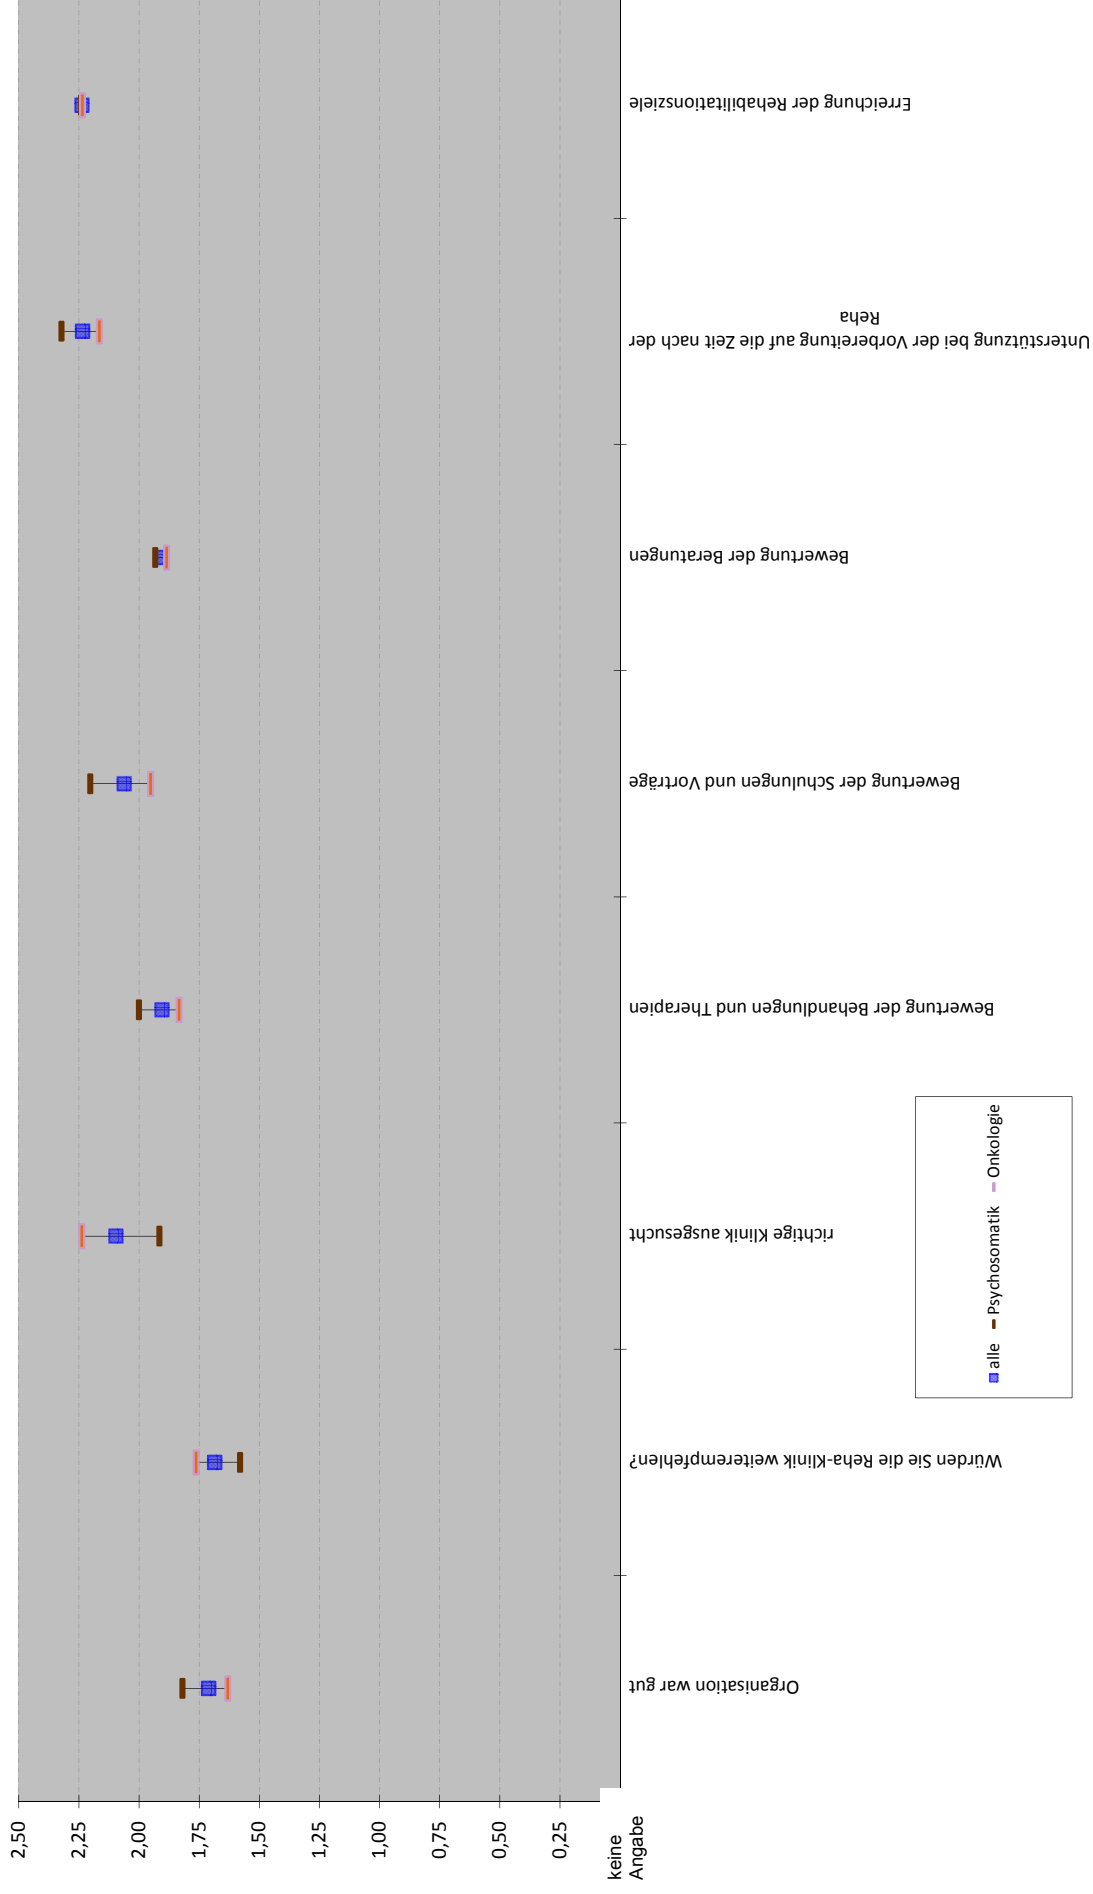 2,50
2,25
2,00
1,75
1,50
1,25
1,00
0,75
0,50
0,25
keine
Angabe
Organisation war gut
Würden Sie die Reha-Klinik weiterempfehlen?
richtige Klinik ausgesucht
Bewertung der Behandlungen und Therapien
Bewertung der Schulungen und Vorträge
Bewertung der Beratungen
Unterstützung bei der Vorbereitung auf die Zeit nach der
Reha
Erreichung der Rehabilitationsziele
alle Psychosomatik Onkologie